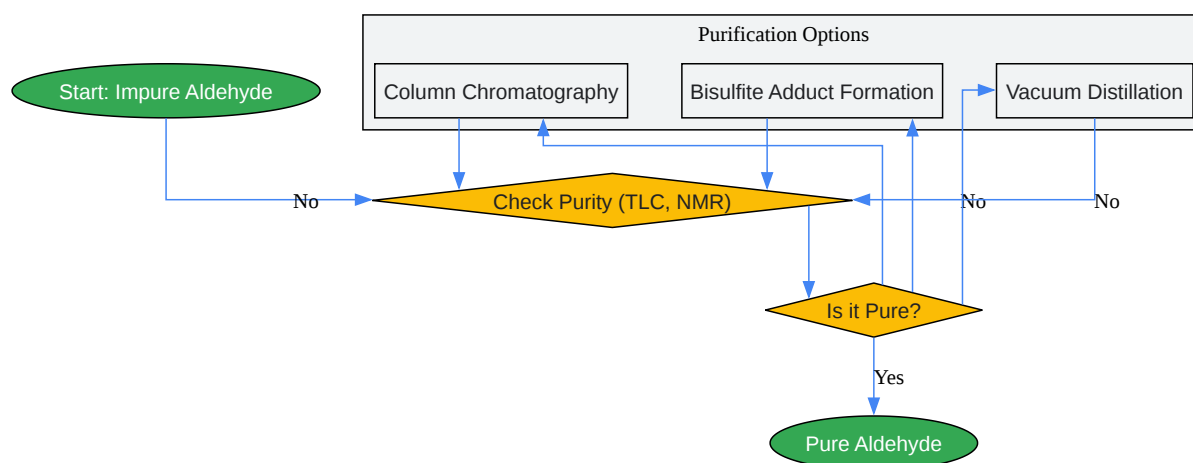 Purification Options
Start: Impure Aldehyde
Column Chromatography
Bisulfite Adduct Formation
Vacuum Distillation
No
Check Purity (TLC, NMR)
No
No
Is it Pure?
Yes
Pure Aldehyde